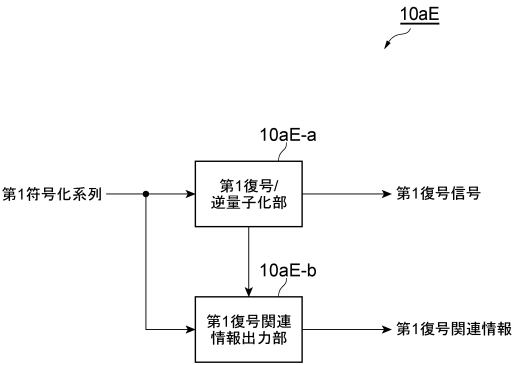 10aE
10aE-a
第1符号化系列
第1復号/
逆量子化部
第1復号信号
10aE-b
第1復号関連
情報出力部
第1復号関連情報